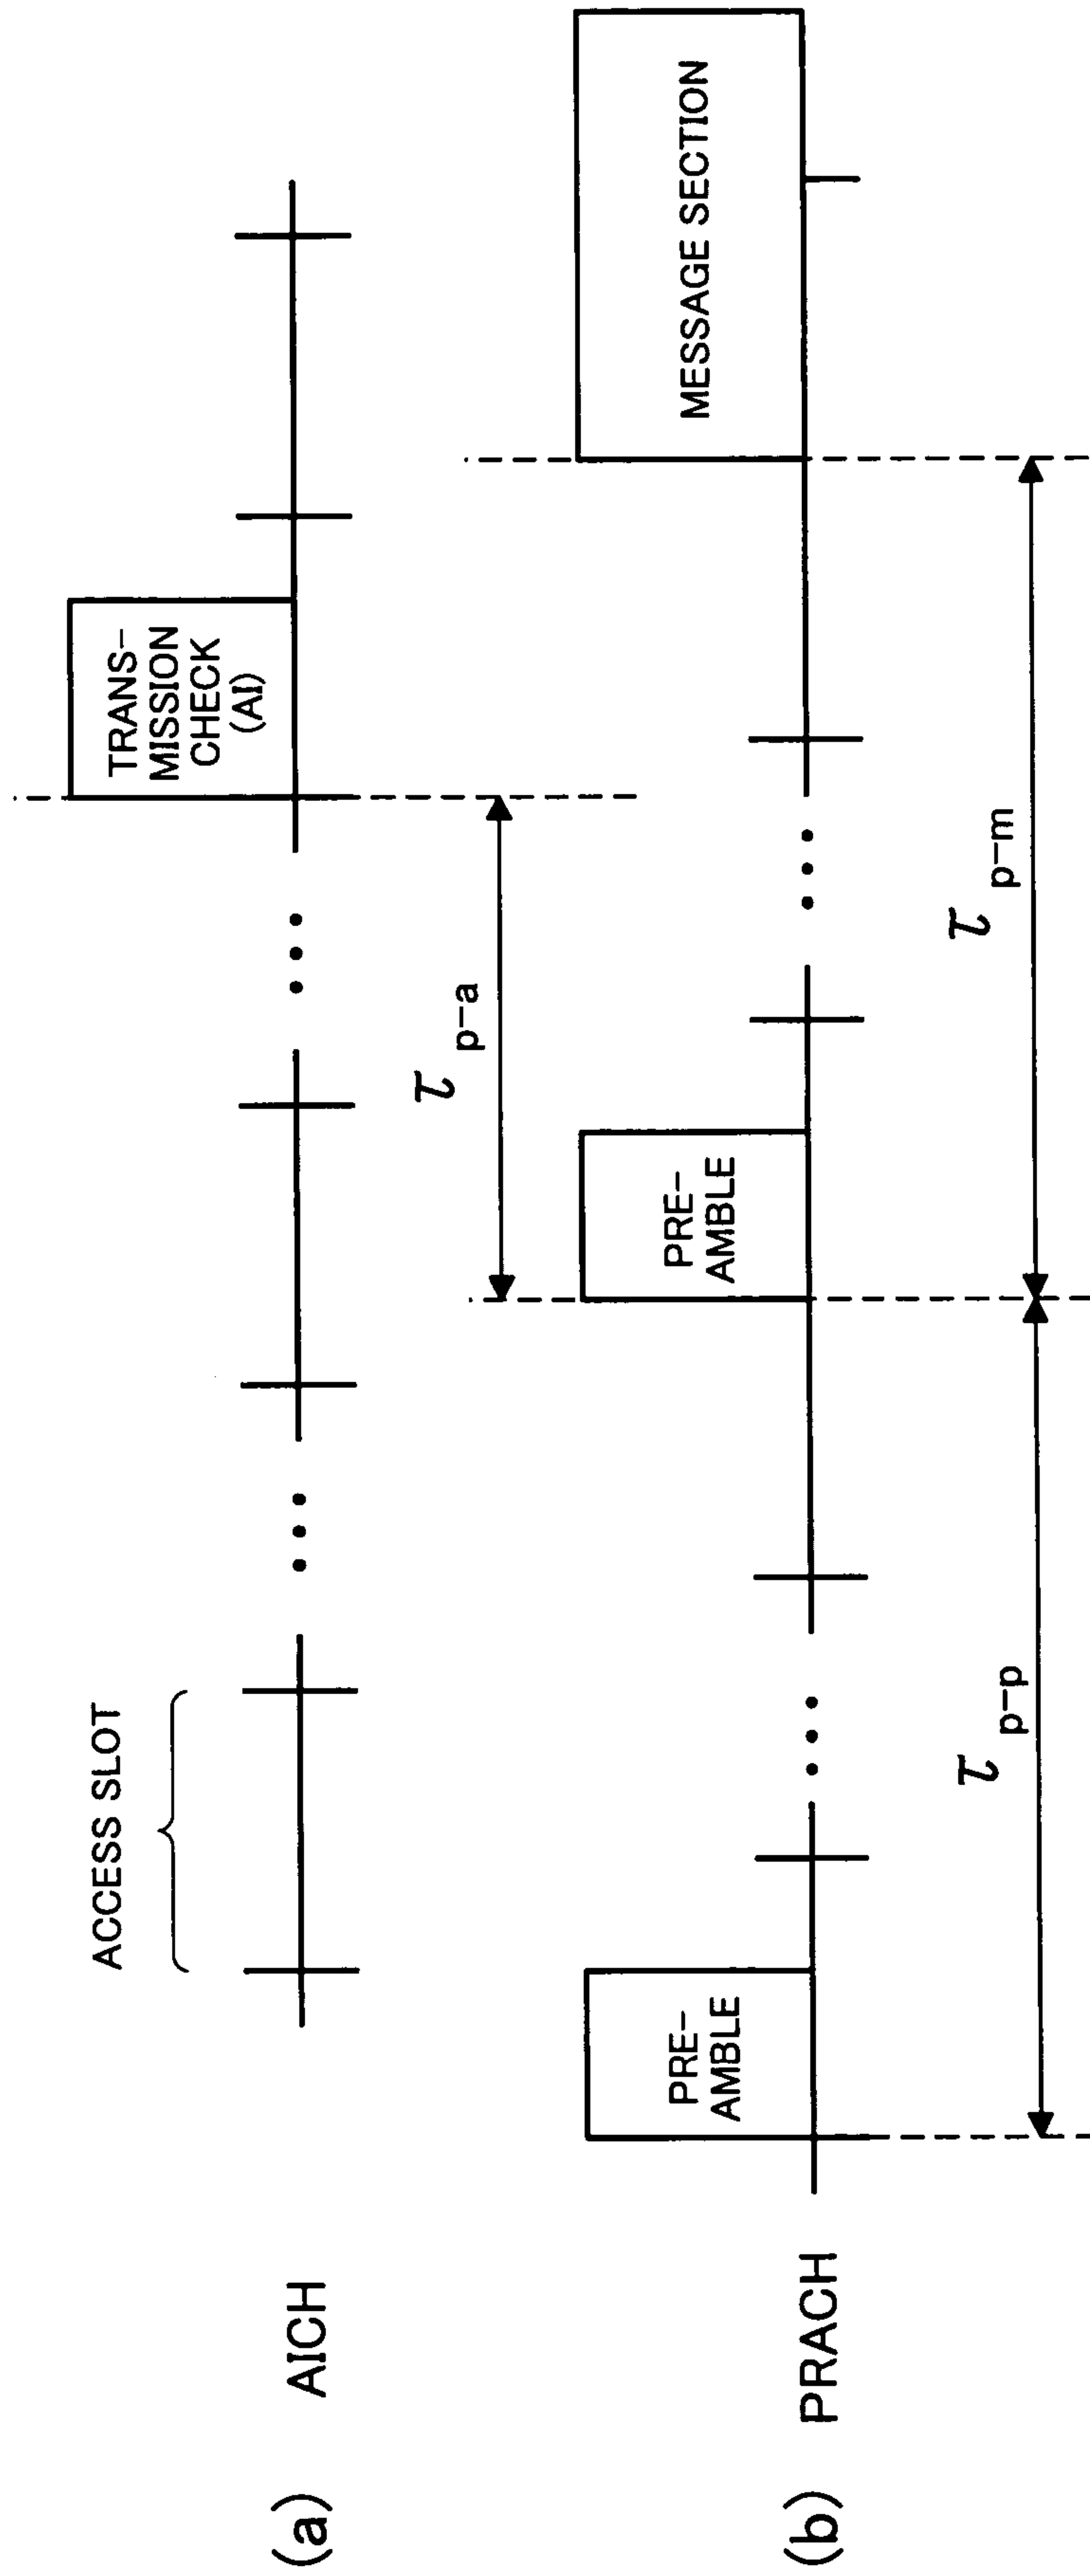 (a) AICH
ACCESS SLOT
TRANS-
MISSION
CHECK
(AI)
τ p-a
(b) PRACH
PRE-
AMBLE
PRE-
AMBLE
MESSAGE SECTION
τ p-p
τ p-m